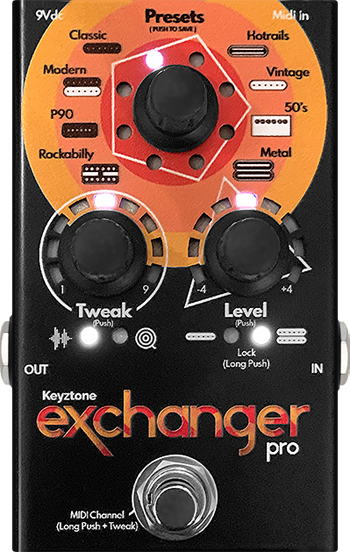 9Vdc Presets Midi in
( PUSH TO SAVE )
Classic Hotrails
Modern Vintage
P90 50's
Rockabilly Metal
1 9 -4 +4
Tweak Level
(Push) (Push)
Lock
(Long Push)
OUT IN
Keyztone
exchanger
pro
MIDI Channel
(Long Push + Tweak)